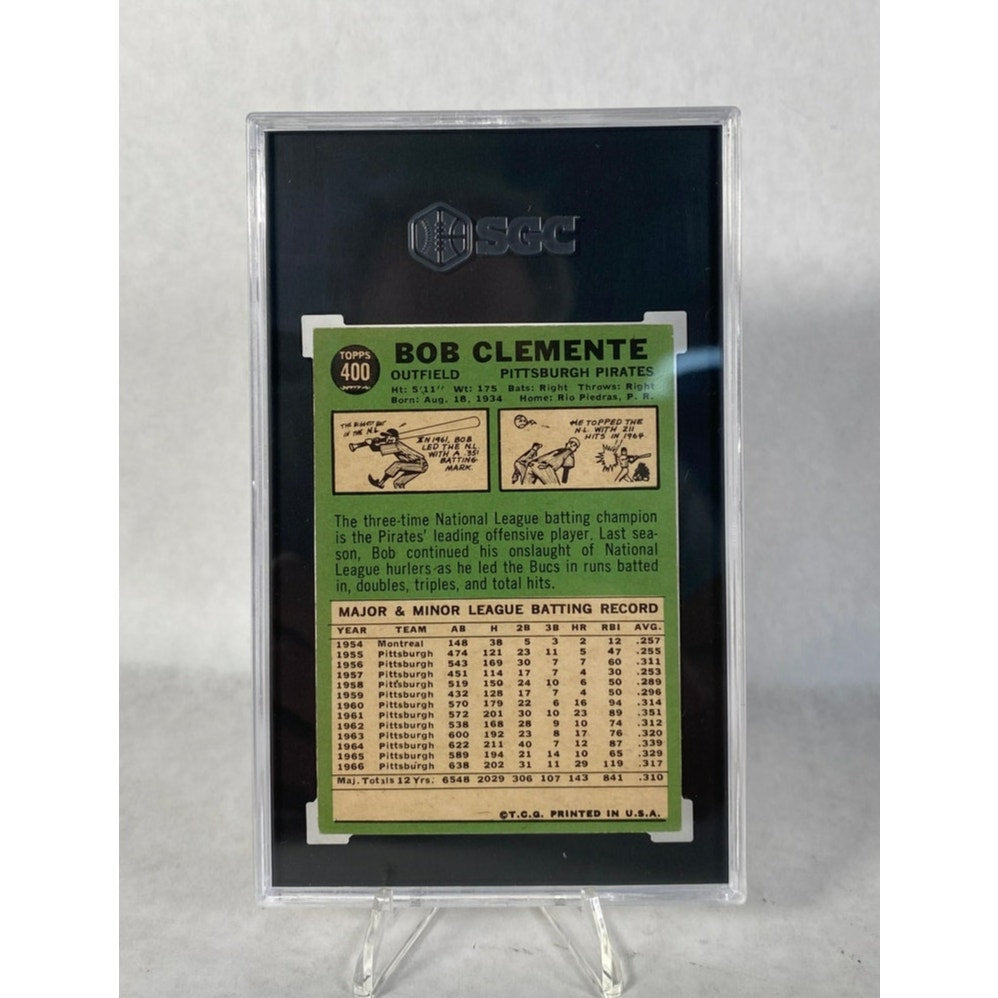 SGC
TOPPS
400
BOB CLEMENTE
OUTFIELD PITTSBURGH PIRATES
Ht: 5'11" Wt: 175 Bats: Right Throws: Right
Born: Aug. 18, 1934 Home: Rio Piedras, P. R.
THE BIGGEST BAT
IN THE N.L.
IN 1961, BOB
LED THE N.L.
WITH A .351
BATTING
MARK.
HE TOPPED THE
N.L. WITH 211
HITS IN 1964.
The three-time National League batting champion
is the Pirates' leading offensive player. Last sea-
son, Bob continued his onslaught of National
League hurlers as he led the Bucs in runs batted
in, doubles, triples, and total hits.
MAJOR & MINOR LEAGUE BATTING RECORD
YEAR TEAM AB H 2B 3B HR RBI AVG.
1954 Montreal 148 38 5 3 2 12 .257
1955 Pittsburgh 474 121 23 11 5 47 .255
1956 Pittsburgh 543 169 30 7 7 60 .311
1957 Pittsburgh 451 114 17 7 4 30 .253
1958 Pittsburgh 519 150 24 10 6 50 .289
1959 Pittsburgh 432 128 17 7 4 50 .296
1960 Pittsburgh 570 179 22 6 16 94 .314
1961 Pittsburgh 572 201 30 10 23 89 .351
1962 Pittsburgh 538 168 28 9 10 74 .312
1963 Pittsburgh 600 192 23 8 17 76 .320
1964 Pittsburgh 622 211 40 7 12 87 .339
1965 Pittsburgh 589 194 21 14 10 65 .329
1966 Pittsburgh 638 202 31 11 29 119 .317
Maj. Totals 12 Yrs. 6548 2029 306 107 143 841 .310
©T.C.G. PRINTED IN U.S.A.